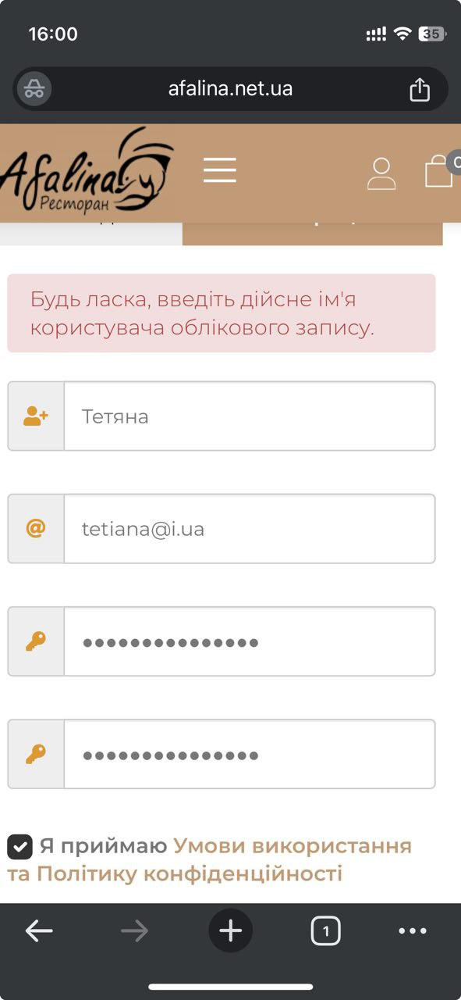 16:00
35
afalina.net.ua
Afalina
Ресторан
Будь ласка, введіть дійсне ім'я
користувача облікового запису.
Тетяна
@
tetiana@i.ua
Я приймаю Умови використання
та Політику конфіденційності
1